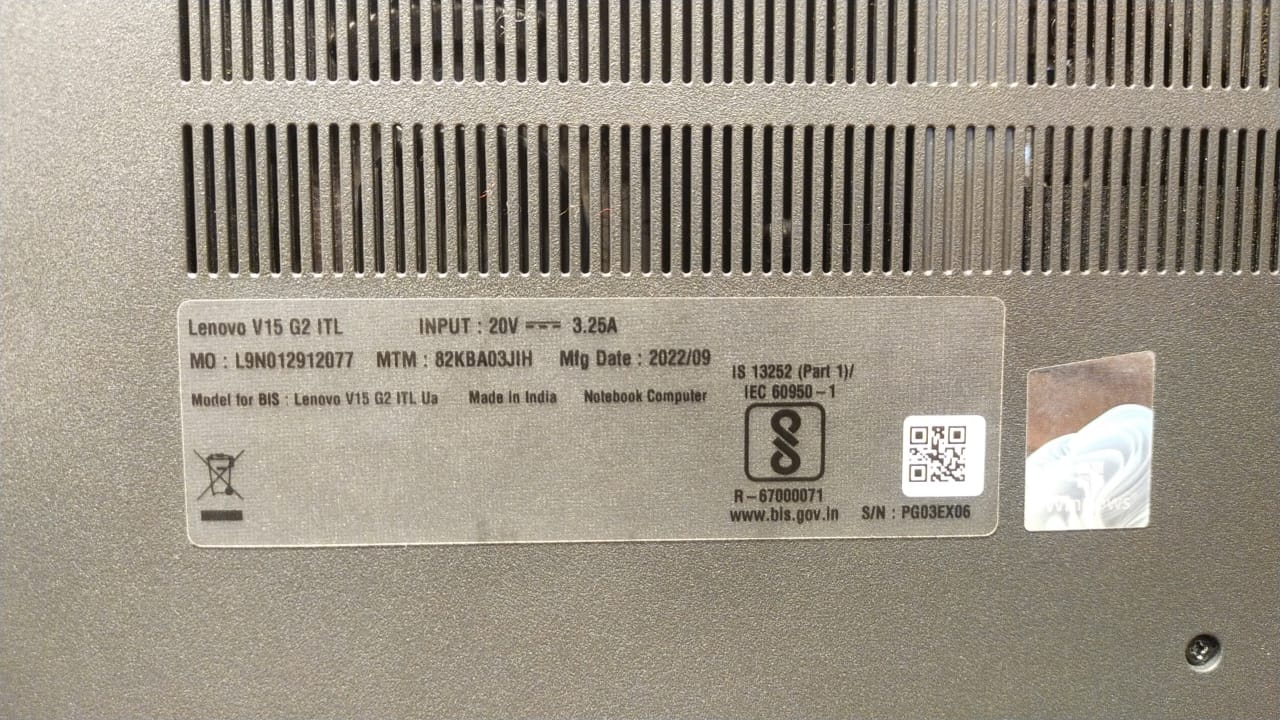 Lenovo V15 G2 ITL INPUT : 20V 3.25A
MO : L9N012912077 MTM : 82KBA03JIH Mfg Date : 2022/09
Model for BIS : Lenovo V15 G2 ITL Ua Made in India Notebook Computer
IS 13252 (Part 1)/
IEC 60950-1
R-67000071
www.bis.gov.in S/N : PG03EX06
Windows